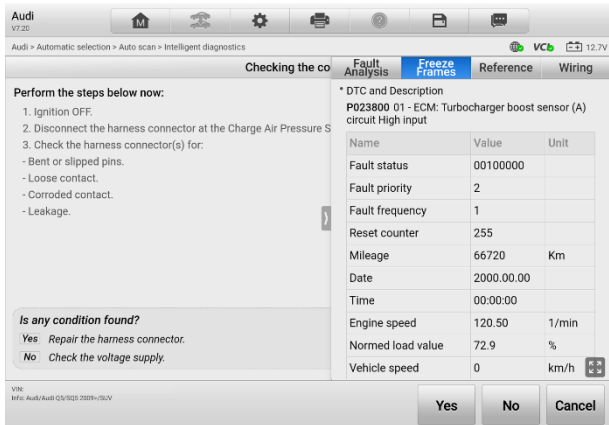 Audi
V7.20
M
?
Audi > Automatic selection > Auto scan > Intelligent diagnostics
VCI
12.7V
Checking the co
Fault Analysis
Freeze Frames
Reference
Wiring
Perform the steps below now:
1. Ignition OFF.
2. Disconnect the harness connector at the Charge Air Pressure S
3. Check the harness connector(s) for:
- Bent or slipped pins.
- Loose contact.
- Corroded contact.
- Leakage.
Is any condition found?
Yes Repair the harness connector.
No Check the voltage supply.
* DTC and Description
P023800 01 - ECM: Turbocharger boost sensor (A)
circuit High input
Name Value Unit
Fault status 00100000
Fault priority 2
Fault frequency 1
Reset counter 255
Mileage 66720 Km
Date 2000.00.00
Time 00:00:00
Engine speed 120.50 1/min
Normed load value 72.9 %
Vehicle speed 0 km/h
VIN:
Info: Audi/Audi Q5/SQ5 2009>/SUV
Yes
No
Cancel